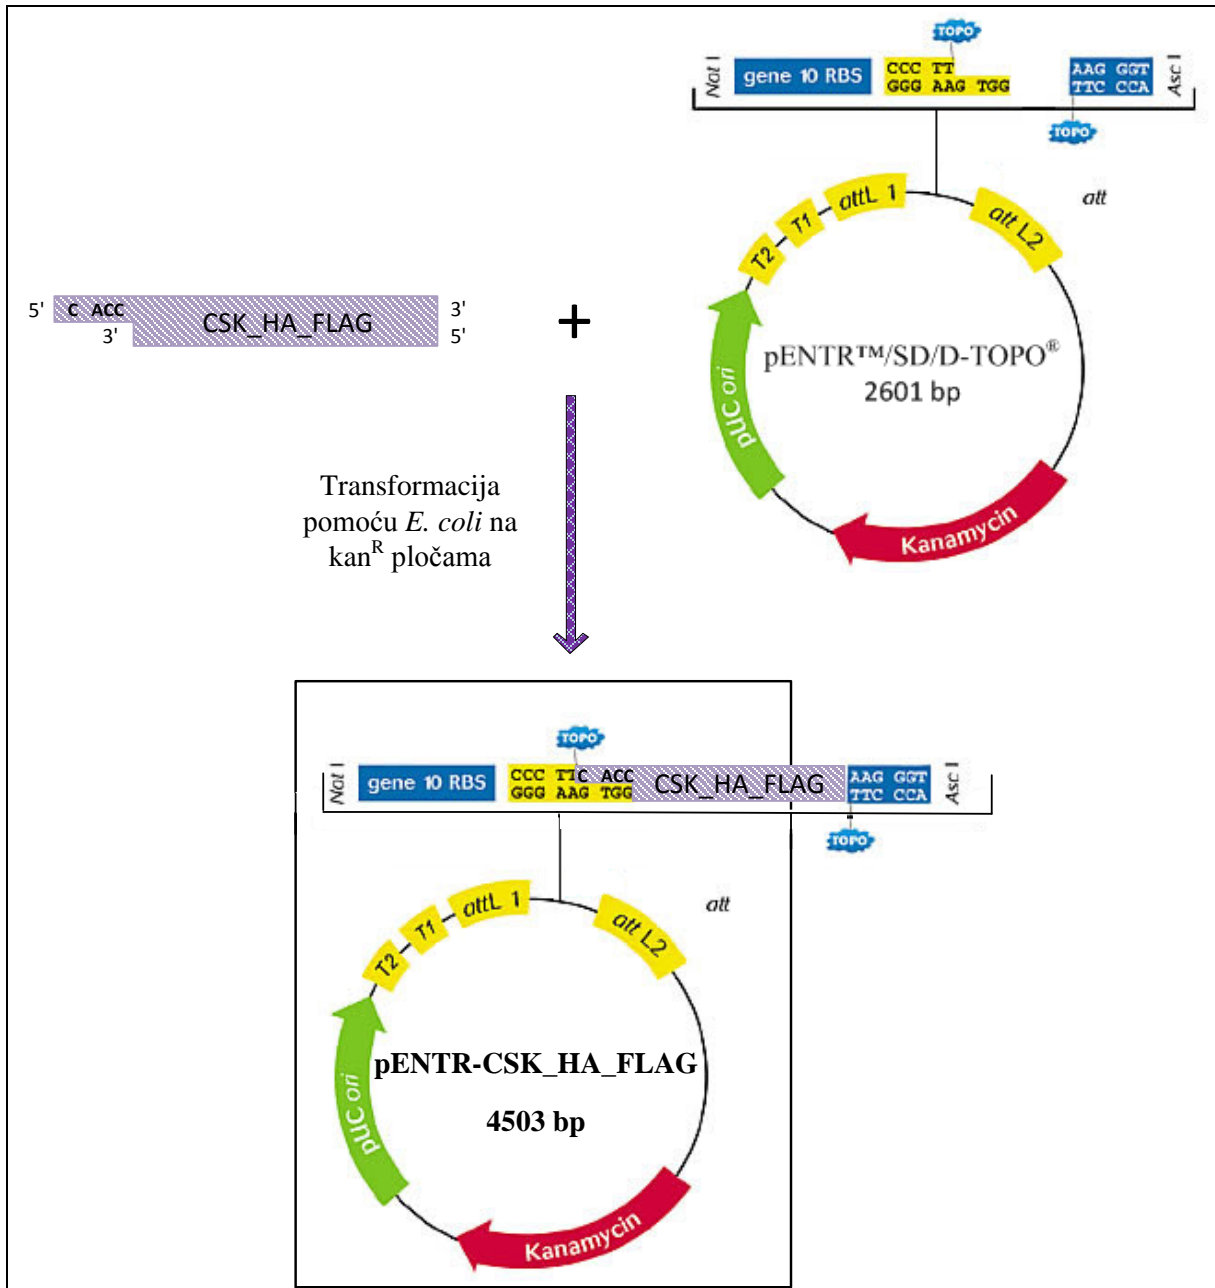 TOPO
Not I
gene 10 RBS
CCC TT
GGG AAG TGG
AAG GGT
TTC CCA
Asc I
TOPO
attL 1
att L2
att
T1
T2
5' C ACC
3'
CSK_HA_FLAG
3'
5'
+
pENTR™/SD/D-TOPO®
2601 bp
pUC ori
Kanamycin
Transformacija
pomoću E. coli na
kanR pločama
TOPO
Not I
gene 10 RBS
CCC TTC ACC
GGG AAG TGG
CSK_HA_FLAG
AAG GGT
TTC CCA
Asc I
TOPO
attL 1
att L2
att
T1
T2
pENTR-CSK_HA_FLAG
4503 bp
pUC ori
Kanamycin